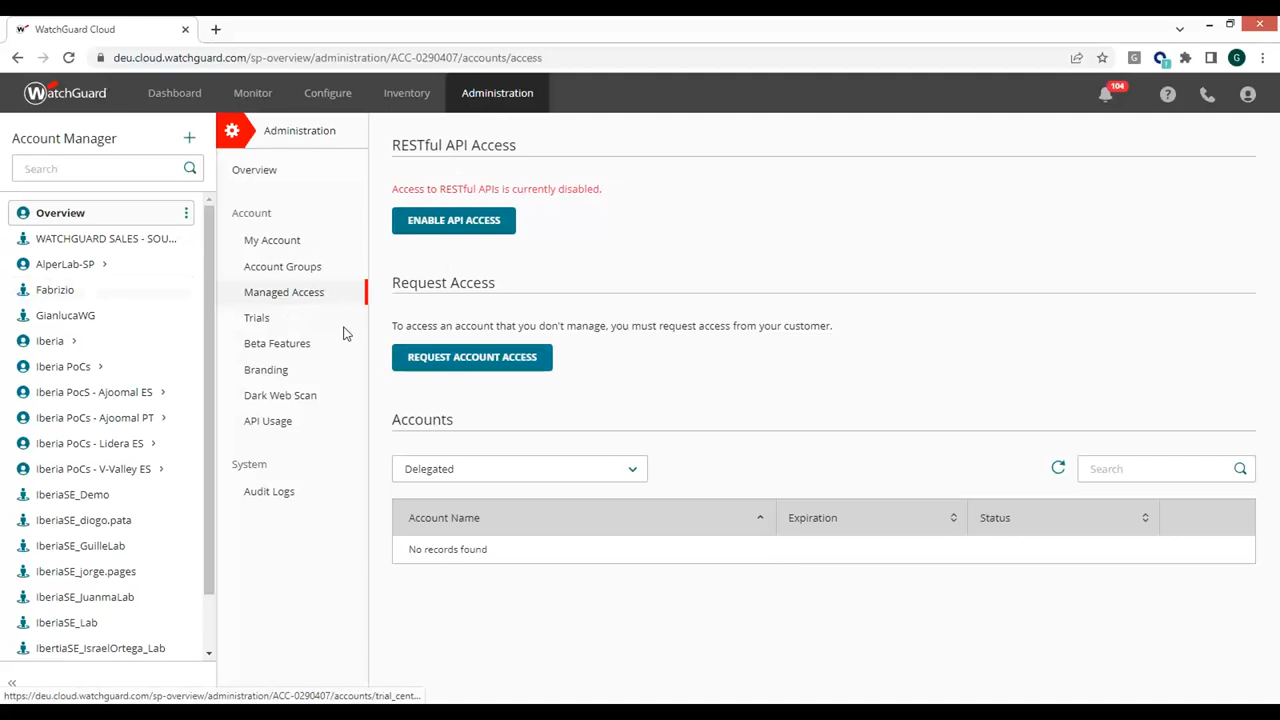 WatchGuard Cloud
deu.cloud.watchguard.com/sp-overview/administration/ACC-0290407/accounts/access
WatchGuard
Dashboard
Monitor
Configure
Inventory
Administration
104
Account Manager
Search
Overview
WATCHGUARD SALES - SOU...
AlperLab-SP
Fabrizio
GianlucaWG
Iberia
Iberia PoCs
Iberia PocS - Ajoomal ES
Iberia PoCs - Ajoomal PT
Iberia PoCs - Lidera ES
Iberia PoCs - V-Valley ES
IberiaSE_Demo
IberiaSE_diogo.pata
IberiaSE_GuilleLab
IberiaSE_jorge.pages
IberiaSE_JuanmaLab
IberiaSE_Lab
IbertiaSE_IsraelOrtega_Lab
Administration
Overview
Account
My Account
Account Groups
Managed Access
Trials
Beta Features
Branding
Dark Web Scan
API Usage
System
Audit Logs
RESTful API Access
Access to RESTful APIs is currently disabled.
ENABLE API ACCESS
Request Access
To access an account that you don't manage, you must request access from your customer.
REQUEST ACCOUNT ACCESS
Accounts
Delegated
Search
Account Name
Expiration
Status
No records found
https://deu.cloud.watchguard.com/sp-overview/administration/ACC-0290407/accounts/trial_cent...